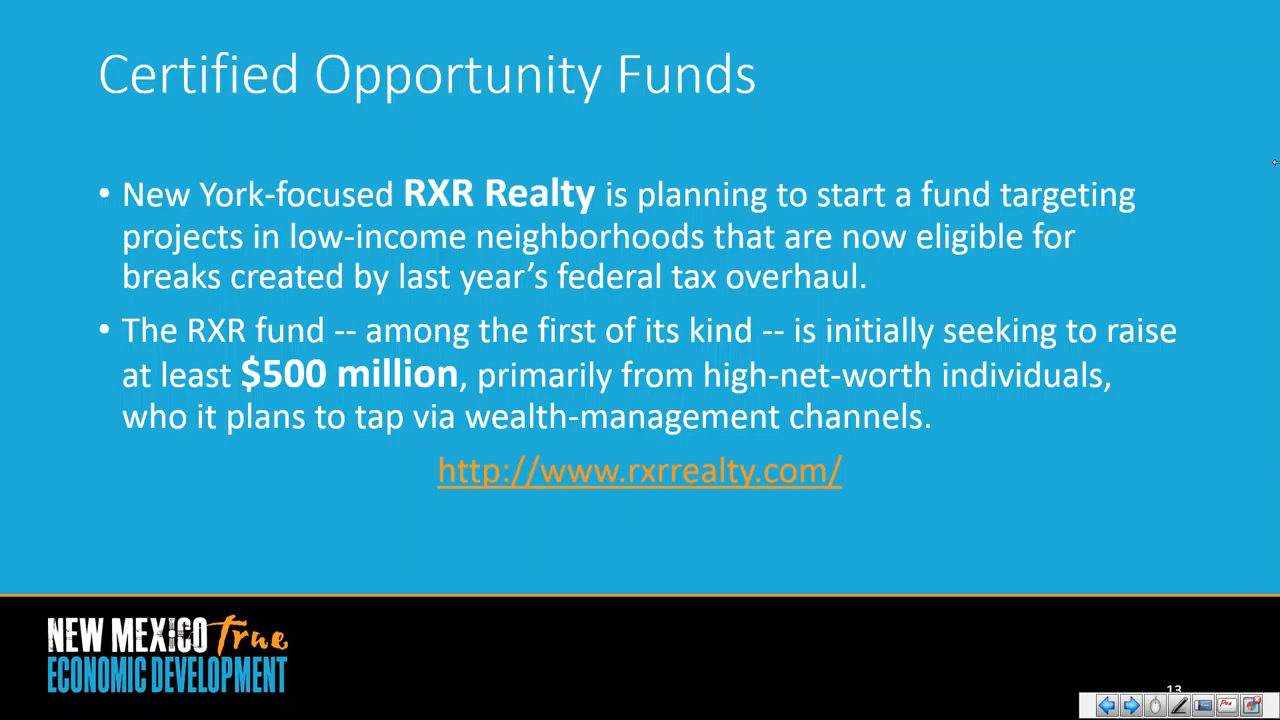 Certified Opportunity Funds
• New York-focused RXR Realty is planning to start a fund targeting
projects in low-income neighborhoods that are now eligible for
breaks created by last year’s federal tax overhaul.
• The RXR fund -- among the first of its kind -- is initially seeking to raise
at least $500 million, primarily from high-net-worth individuals,
who it plans to tap via wealth-management channels.
http://www.rxrrealty.com/
NEW MEXICO True
ECONOMIC DEVELOPMENT
13